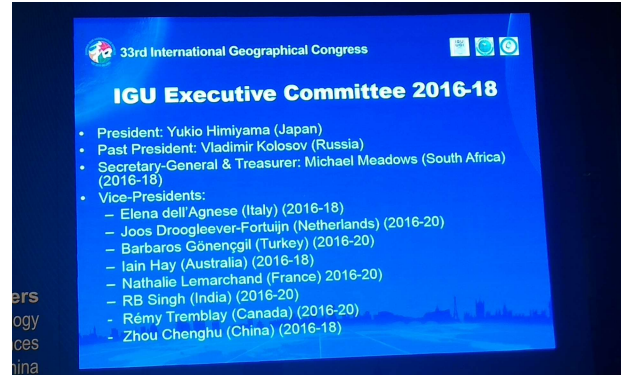 33rd International Geographical Congress
IGU Executive Committee 2016-18
• President: Yukio Himiyama (Japan)
• Past President: Vladimir Kolosov (Russia)
• Secretary-General & Treasurer: Michael Meadows (South Africa)
(2016-18)
• Vice-Presidents:
– Elena dell'Agnese (Italy) (2016-18)
– Joos Droogleever-Fortuijn (Netherlands) (2016-20)
– Barbaros Gönençgil (Turkey) (2016-20)
– Iain Hay (Australia) (2016-18)
– Nathalie Lemarchand (France) 2016-20)
– RB Singh (India) (2016-20)
- Rémy Tremblay (Canada) (2016-20)
- Zhou Chenghu (China) (2016-18)
ers
ogy
ces
hina